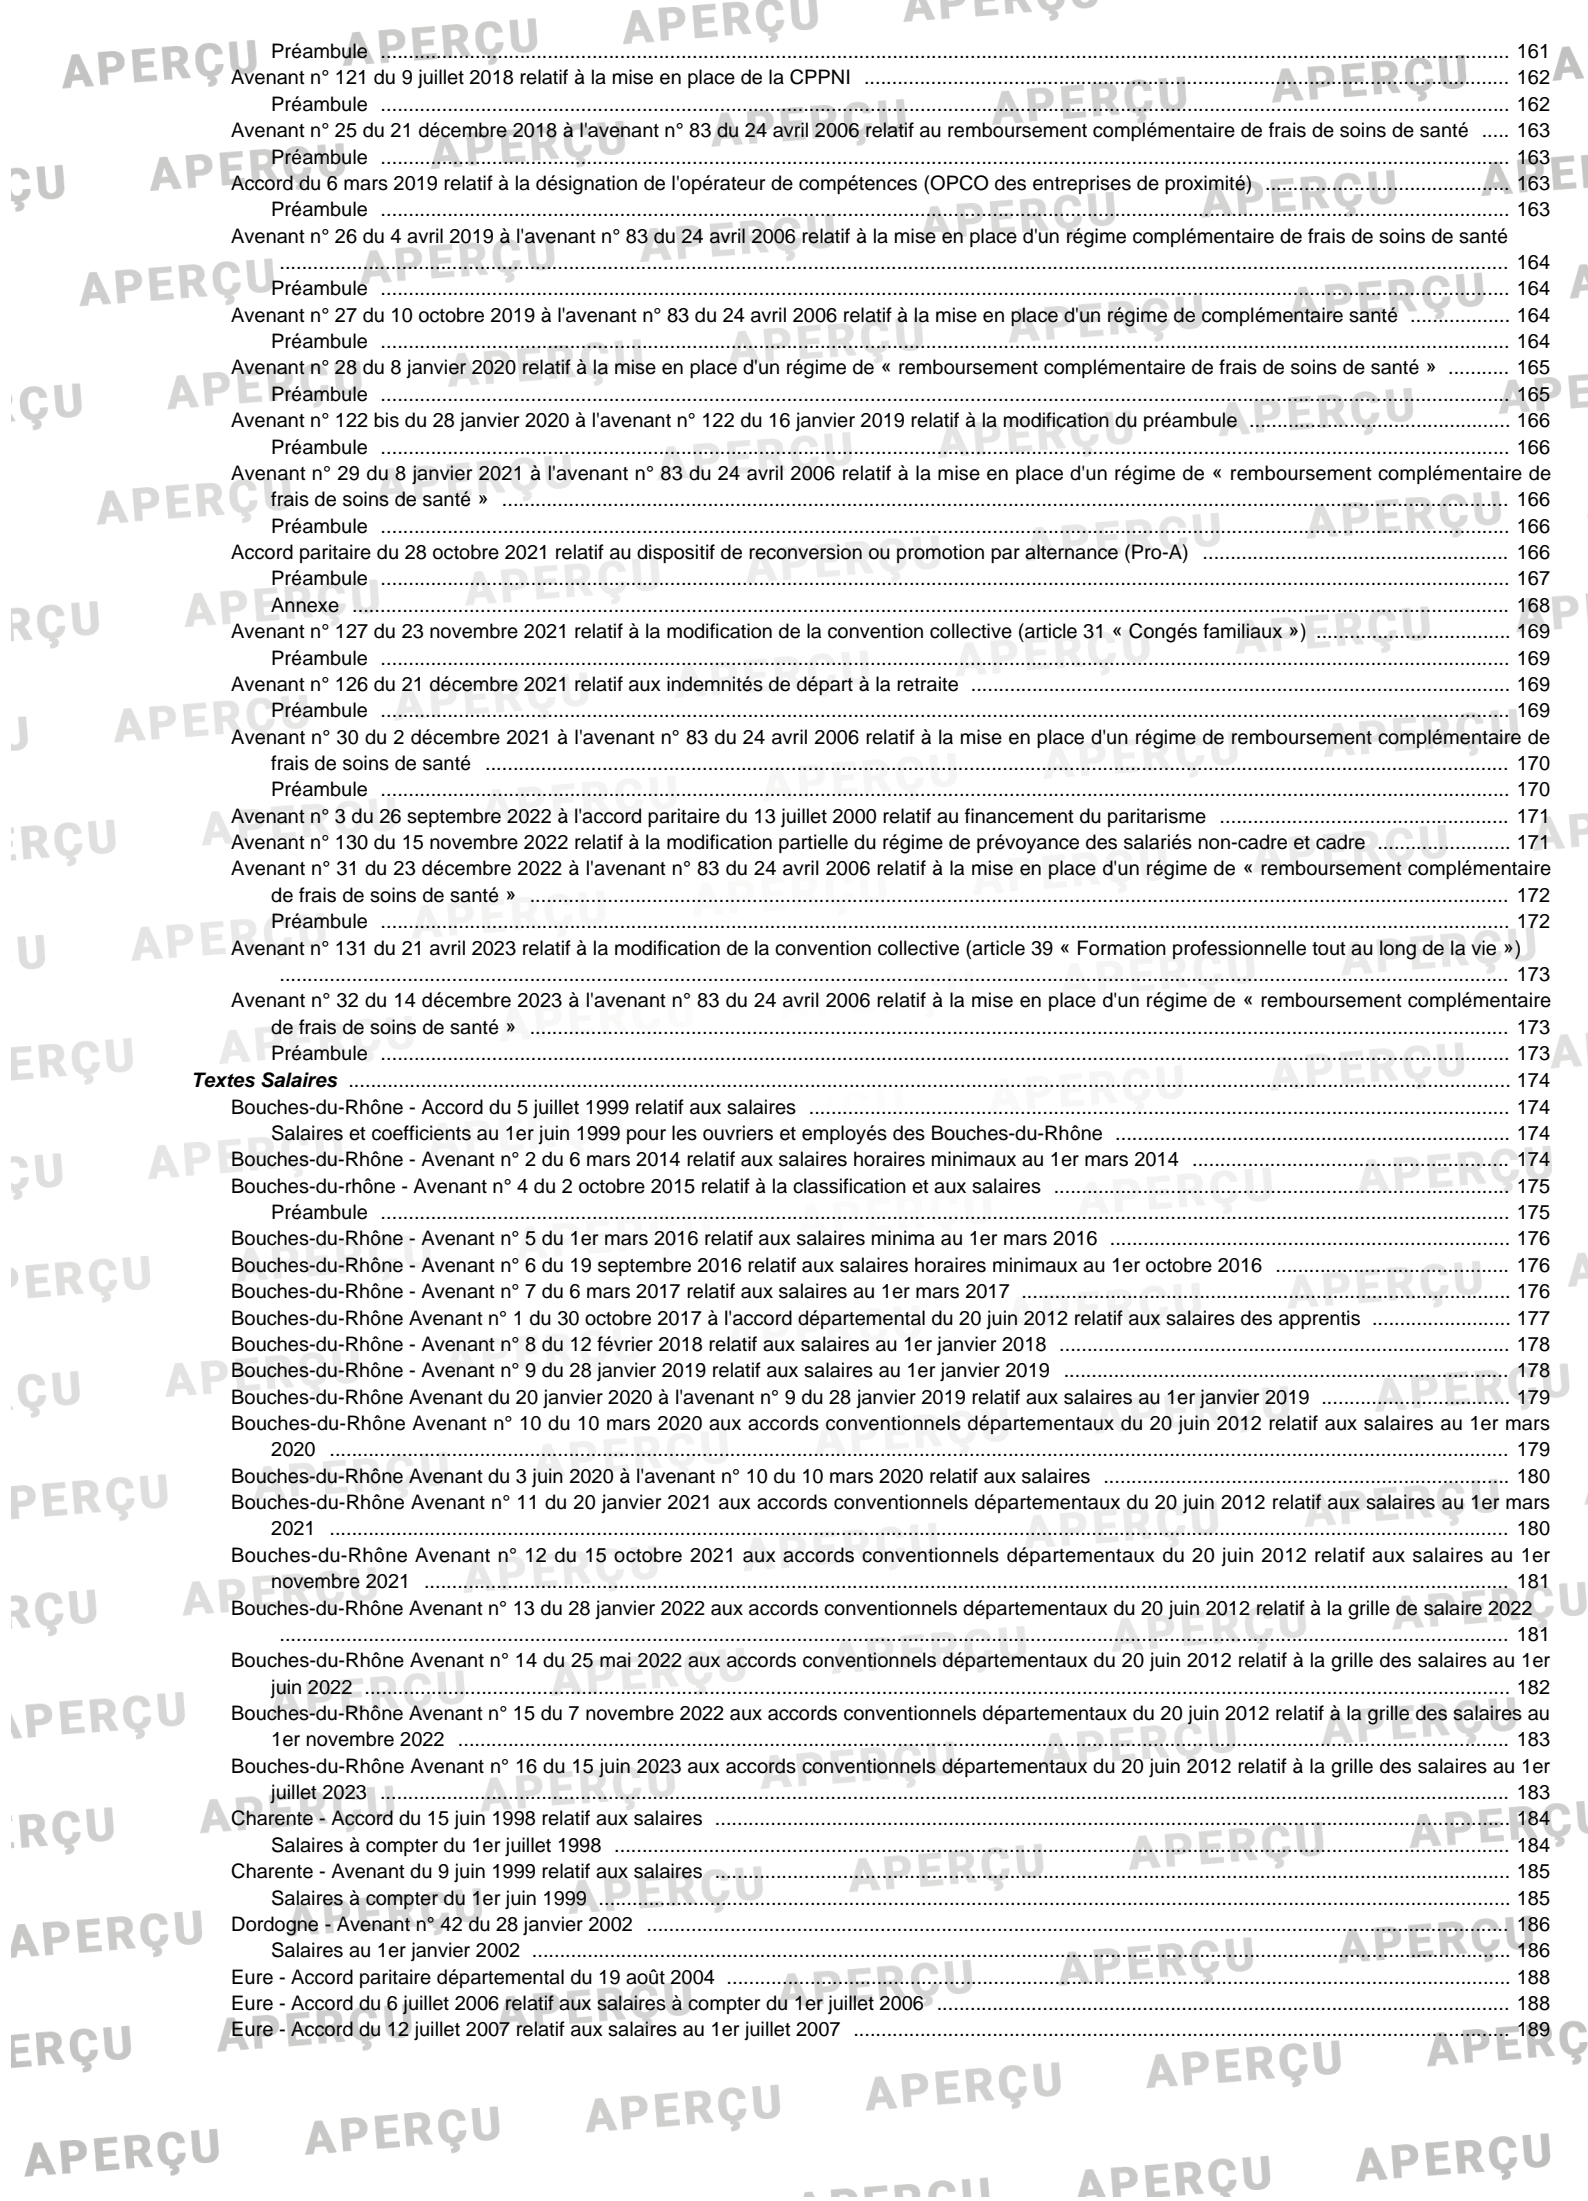 Préambule ........ 161
Avenant n° 121 du 9 juillet 2018 relatif à la mise en place de la CPPNI ........ 162
Préambule ........ 162
Avenant n° 25 du 21 décembre 2018 à l'avenant n° 83 du 24 avril 2006 relatif au remboursement complémentaire de frais de soins de santé ..... 163
Préambule ........ 163
Accord du 6 mars 2019 relatif à la désignation de l'opérateur de compétences (OPCO des entreprises de proximité) ........ 163
Préambule ........ 163
Avenant n° 26 du 4 avril 2019 à l'avenant n° 83 du 24 avril 2006 relatif à la mise en place d'un régime complémentaire de frais de soins de santé
........ 164
Préambule ........ 164
Avenant n° 27 du 10 octobre 2019 à l'avenant n° 83 du 24 avril 2006 relatif à la mise en place d'un régime de complémentaire santé ........ 164
Préambule ........ 164
Avenant n° 28 du 8 janvier 2020 relatif à la mise en place d'un régime de « remboursement complémentaire de frais de soins de santé » ........ 165
Préambule ........ 165
Avenant n° 122 bis du 28 janvier 2020 à l'avenant n° 122 du 16 janvier 2019 relatif à la modification du préambule ........ 166
Préambule ........ 166
Avenant n° 29 du 8 janvier 2021 à l'avenant n° 83 du 24 avril 2006 relatif à la mise en place d'un régime de « remboursement complémentaire de
frais de soins de santé » ........ 166
Préambule ........ 166
Accord paritaire du 28 octobre 2021 relatif au dispositif de reconversion ou promotion par alternance (Pro-A) ........ 166
Préambule ........ 167
Annexe ........ 168
Avenant n° 127 du 23 novembre 2021 relatif à la modification de la convention collective (article 31 « Congés familiaux ») ........ 169
Préambule ........ 169
Avenant n° 126 du 21 décembre 2021 relatif aux indemnités de départ à la retraite ........ 169
Préambule ........ 169
Avenant n° 30 du 2 décembre 2021 à l'avenant n° 83 du 24 avril 2006 relatif à la mise en place d'un régime de remboursement complémentaire de
frais de soins de santé ........ 170
Préambule ........ 170
Avenant n° 3 du 26 septembre 2022 à l'accord paritaire du 13 juillet 2000 relatif au financement du paritarisme ........ 171
Avenant n° 130 du 15 novembre 2022 relatif à la modification partielle du régime de prévoyance des salariés non-cadre et cadre ........ 171
Avenant n° 31 du 23 décembre 2022 à l'avenant n° 83 du 24 avril 2006 relatif à la mise en place d'un régime de « remboursement complémentaire
de frais de soins de santé » ........ 172
Préambule ........ 172
Avenant n° 131 du 21 avril 2023 relatif à la modification de la convention collective (article 39 « Formation professionnelle tout au long de la vie »)
........ 173
Avenant n° 32 du 14 décembre 2023 à l'avenant n° 83 du 24 avril 2006 relatif à la mise en place d'un régime de « remboursement complémentaire
de frais de soins de santé » ........ 173
Préambule ........ 173
Textes Salaires ........ 174
Bouches-du-Rhône - Accord du 5 juillet 1999 relatif aux salaires ........ 174
Salaires et coefficients au 1er juin 1999 pour les ouvriers et employés des Bouches-du-Rhône ........ 174
Bouches-du-Rhône - Avenant n° 2 du 6 mars 2014 relatif aux salaires horaires minimaux au 1er mars 2014 ........ 174
Bouches-du-rhône - Avenant n° 4 du 2 octobre 2015 relatif à la classification et aux salaires ........ 175
Préambule ........ 175
Bouches-du-Rhône - Avenant n° 5 du 1er mars 2016 relatif aux salaires minima au 1er mars 2016 ........ 176
Bouches-du-Rhône - Avenant n° 6 du 19 septembre 2016 relatif aux salaires horaires minimaux au 1er octobre 2016 ........ 176
Bouches-du-Rhône - Avenant n° 7 du 6 mars 2017 relatif aux salaires au 1er mars 2017 ........ 176
Bouches-du-Rhône Avenant n° 1 du 30 octobre 2017 à l'accord départemental du 20 juin 2012 relatif aux salaires des apprentis ........ 177
Bouches-du-Rhône - Avenant n° 8 du 12 février 2018 relatif aux salaires au 1er janvier 2018 ........ 178
Bouches-du-Rhône - Avenant n° 9 du 28 janvier 2019 relatif aux salaires au 1er janvier 2019 ........ 178
Bouches-du-Rhône Avenant du 20 janvier 2020 à l'avenant n° 9 du 28 janvier 2019 relatif aux salaires au 1er janvier 2019 ........ 179
Bouches-du-Rhône Avenant n° 10 du 10 mars 2020 aux accords conventionnels départementaux du 20 juin 2012 relatif aux salaires au 1er mars
2020 ........ 179
Bouches-du-Rhône Avenant du 3 juin 2020 à l'avenant n° 10 du 10 mars 2020 relatif aux salaires ........ 180
Bouches-du-Rhône Avenant n° 11 du 20 janvier 2021 aux accords conventionnels départementaux du 20 juin 2012 relatif aux salaires au 1er mars
2021 ........ 180
Bouches-du-Rhône Avenant n° 12 du 15 octobre 2021 aux accords conventionnels départementaux du 20 juin 2012 relatif aux salaires au 1er
novembre 2021 ........ 181
Bouches-du-Rhône Avenant n° 13 du 28 janvier 2022 aux accords conventionnels départementaux du 20 juin 2012 relatif à la grille de salaire 2022
........ 181
Bouches-du-Rhône Avenant n° 14 du 25 mai 2022 aux accords conventionnels départementaux du 20 juin 2012 relatif à la grille des salaires au 1er
juin 2022 ........ 182
Bouches-du-Rhône Avenant n° 15 du 7 novembre 2022 aux accords conventionnels départementaux du 20 juin 2012 relatif à la grille des salaires au
1er novembre 2022 ........ 183
Bouches-du-Rhône Avenant n° 16 du 15 juin 2023 aux accords conventionnels départementaux du 20 juin 2012 relatif à la grille des salaires au 1er
juillet 2023 ........ 183
Charente - Accord du 15 juin 1998 relatif aux salaires ........ 184
Salaires à compter du 1er juillet 1998 ........ 184
Charente - Avenant du 9 juin 1999 relatif aux salaires ........ 185
Salaires à compter du 1er juin 1999 ........ 185
Dordogne - Avenant n° 42 du 28 janvier 2002 ........ 186
Salaires au 1er janvier 2002 ........ 186
Eure - Accord paritaire départemental du 19 août 2004 ........ 188
Eure - Accord du 6 juillet 2006 relatif aux salaires à compter du 1er juillet 2006 ........ 188
Eure - Accord du 12 juillet 2007 relatif aux salaires au 1er juillet 2007 ........ 189
APERÇU